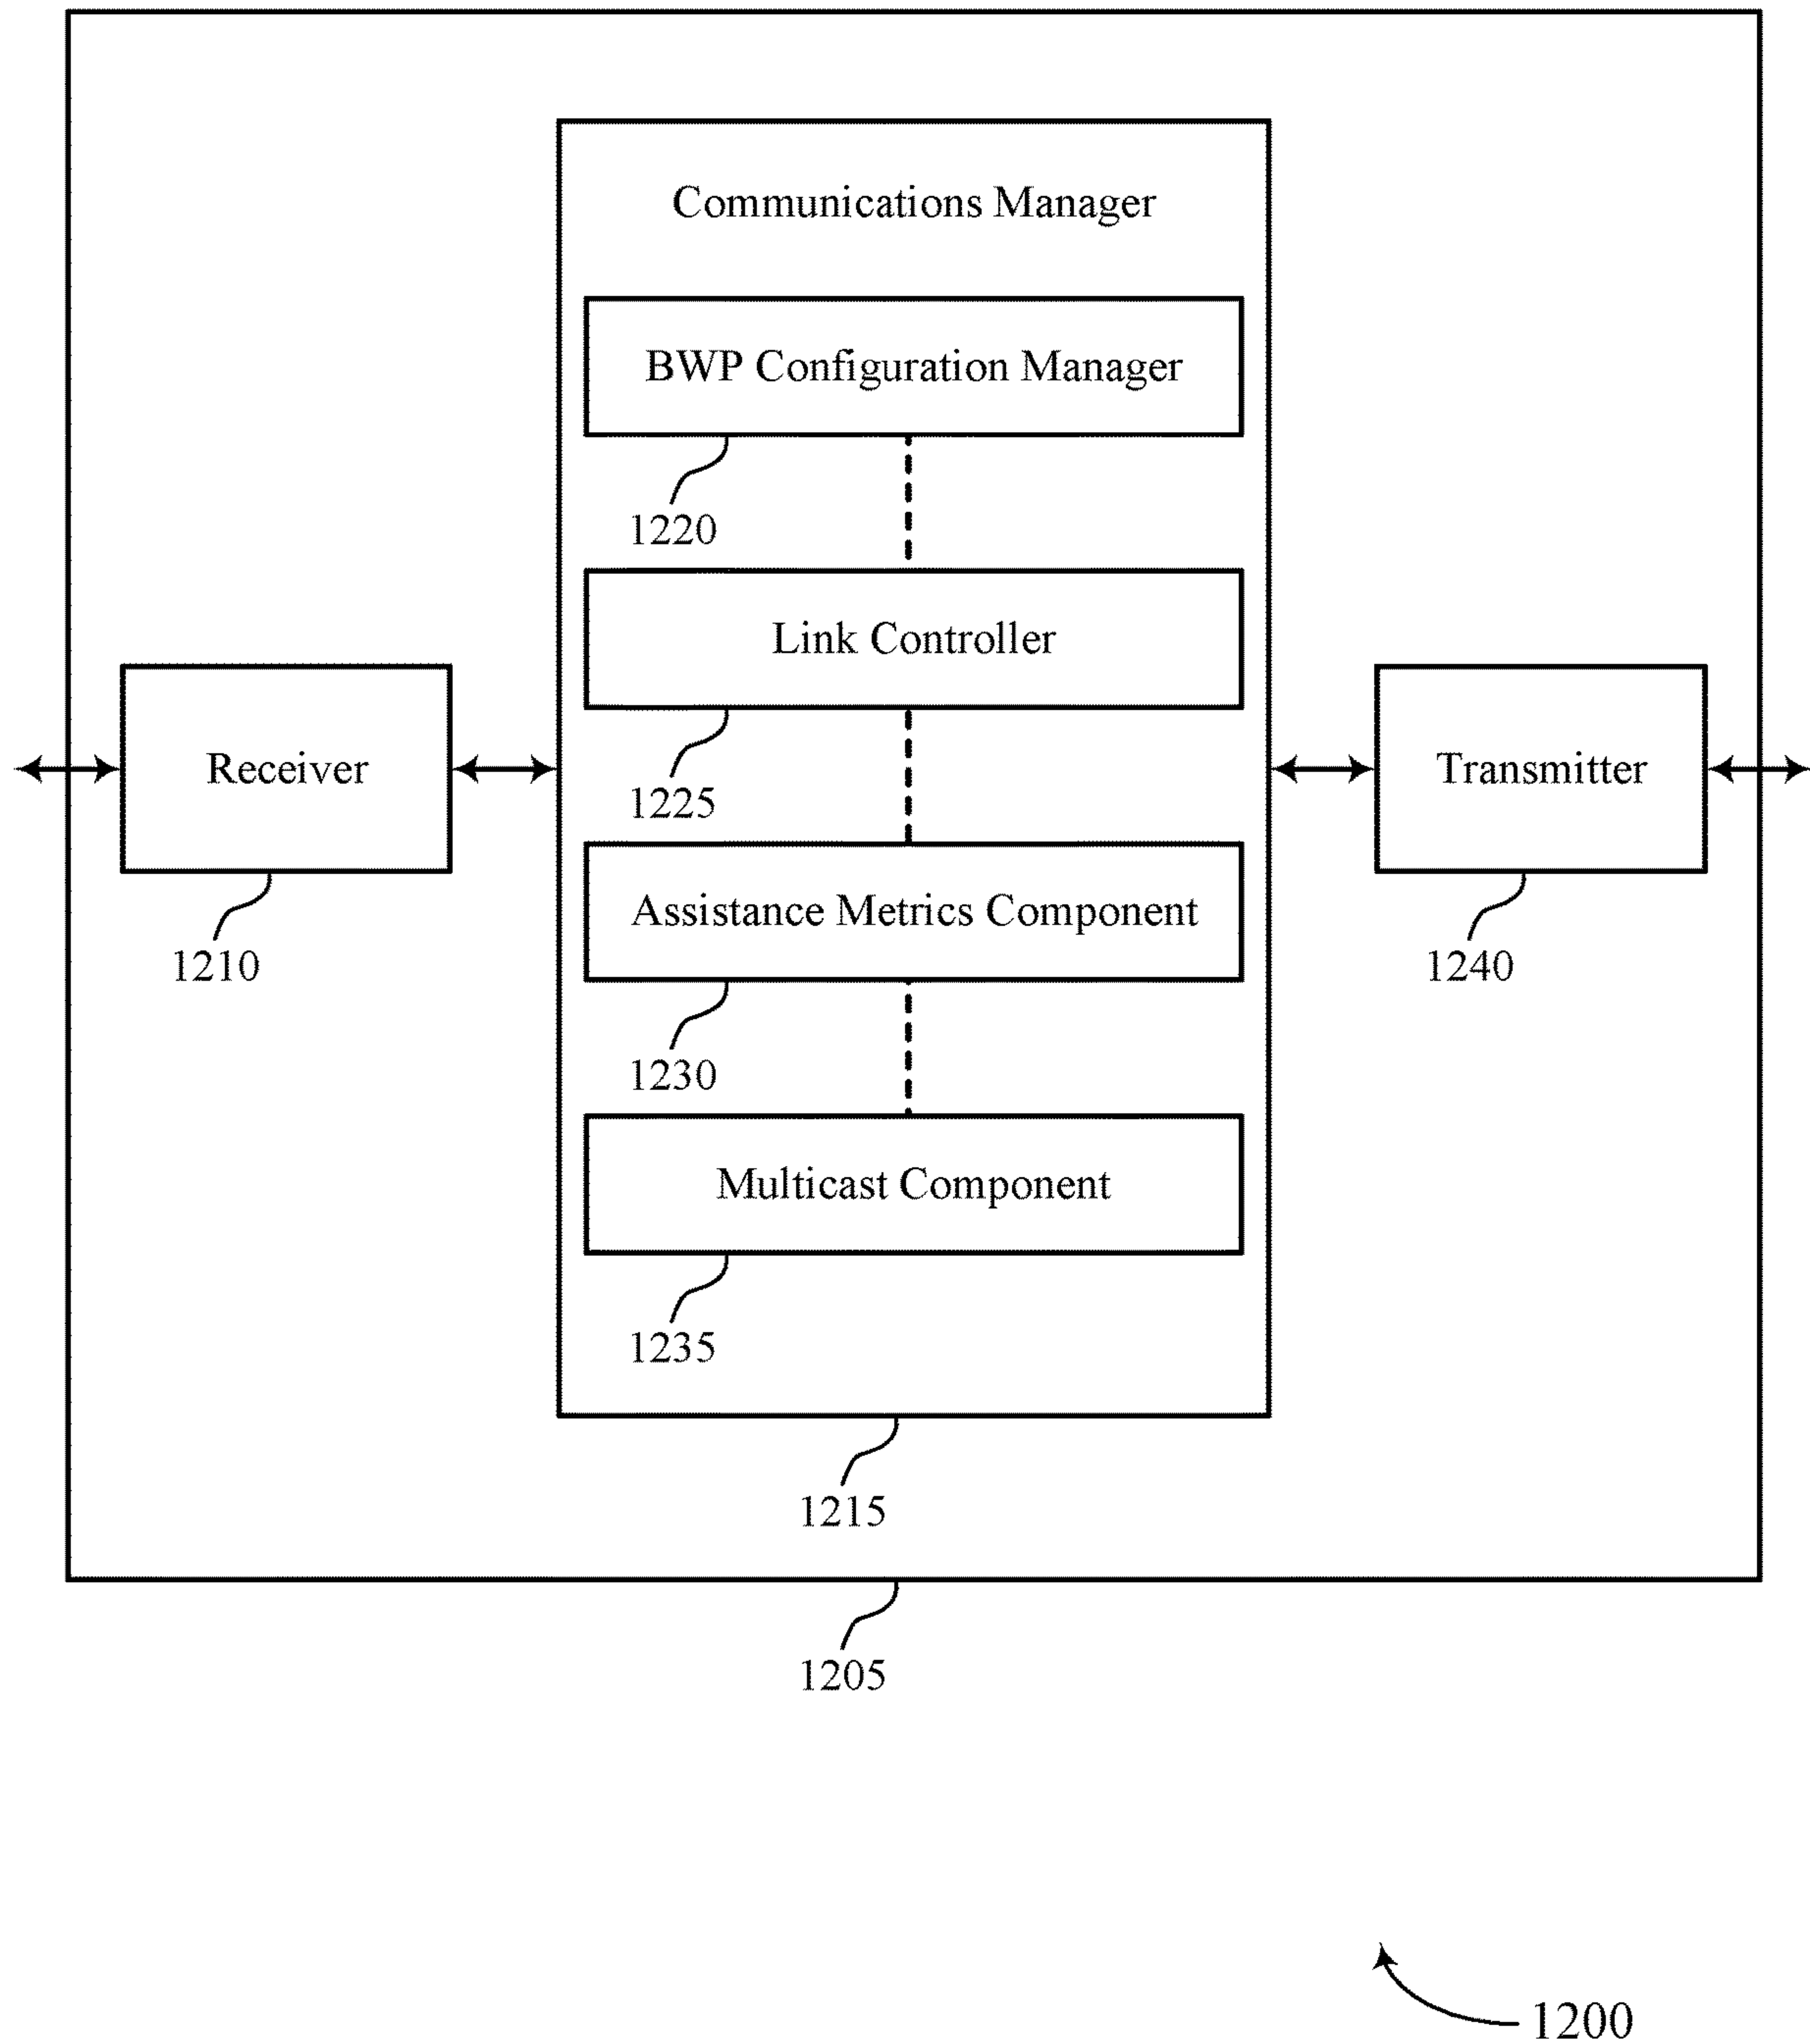 Communications Manager
BWP Configuration Manager
1220
Link Controller
1225
Receiver
1210
Transmitter
1240
Assistance Metrics Component
1230
Multicast Component
1235
1215
1205
1200